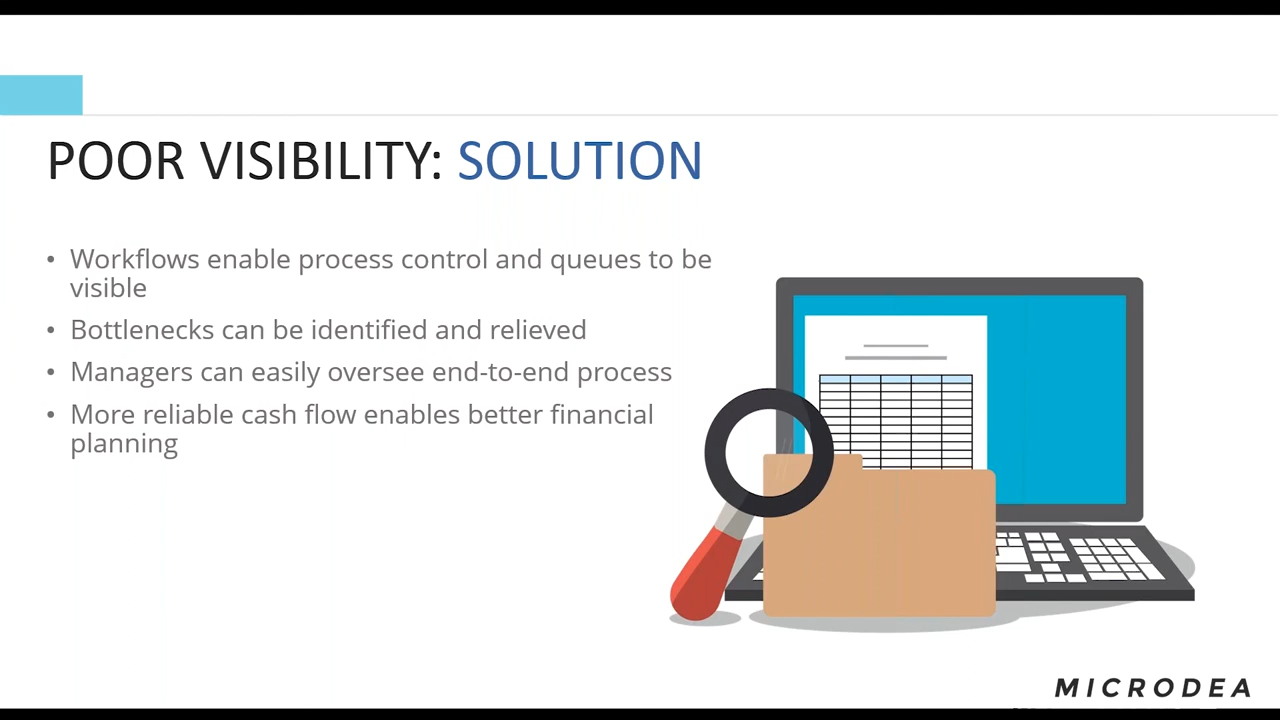 POOR VISIBILITY: SOLUTION
• Workflows enable process control and queues to be
visible
• Bottlenecks can be identified and relieved
• Managers can easily oversee end-to-end process
• More reliable cash flow enables better financial
planning
MICRODEA